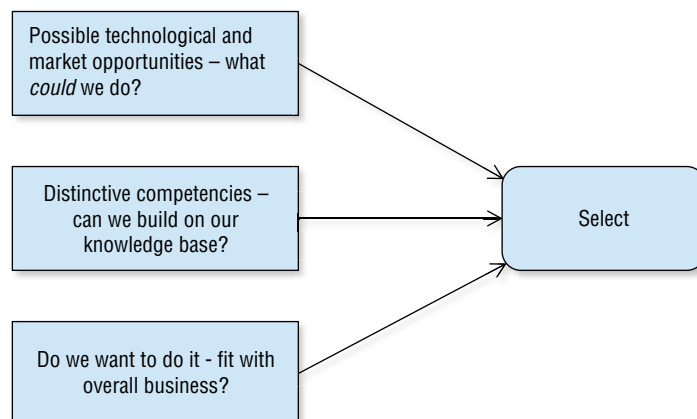 Possible technological and
market opportunities – what
could we do?
Distinctive competencies –
can we build on our
knowledge base?
Select
Do we want to do it - fit with
overall business?